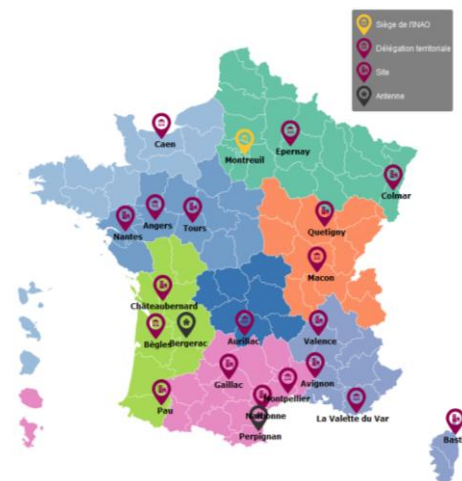 Siège de l'INAO
Délégation territoriale
Site
Antenne
Caen
Montreuil
Epernay
Colmar
Nantes
Angers
Tours
Quetigny
Macon
Châteaubernard
Bègles
Bergerac
Aurillac
Valence
Gaillac
Avignon
Montpellier
Pau
Narbonne
La Valette du Var
Perpignan
Bast